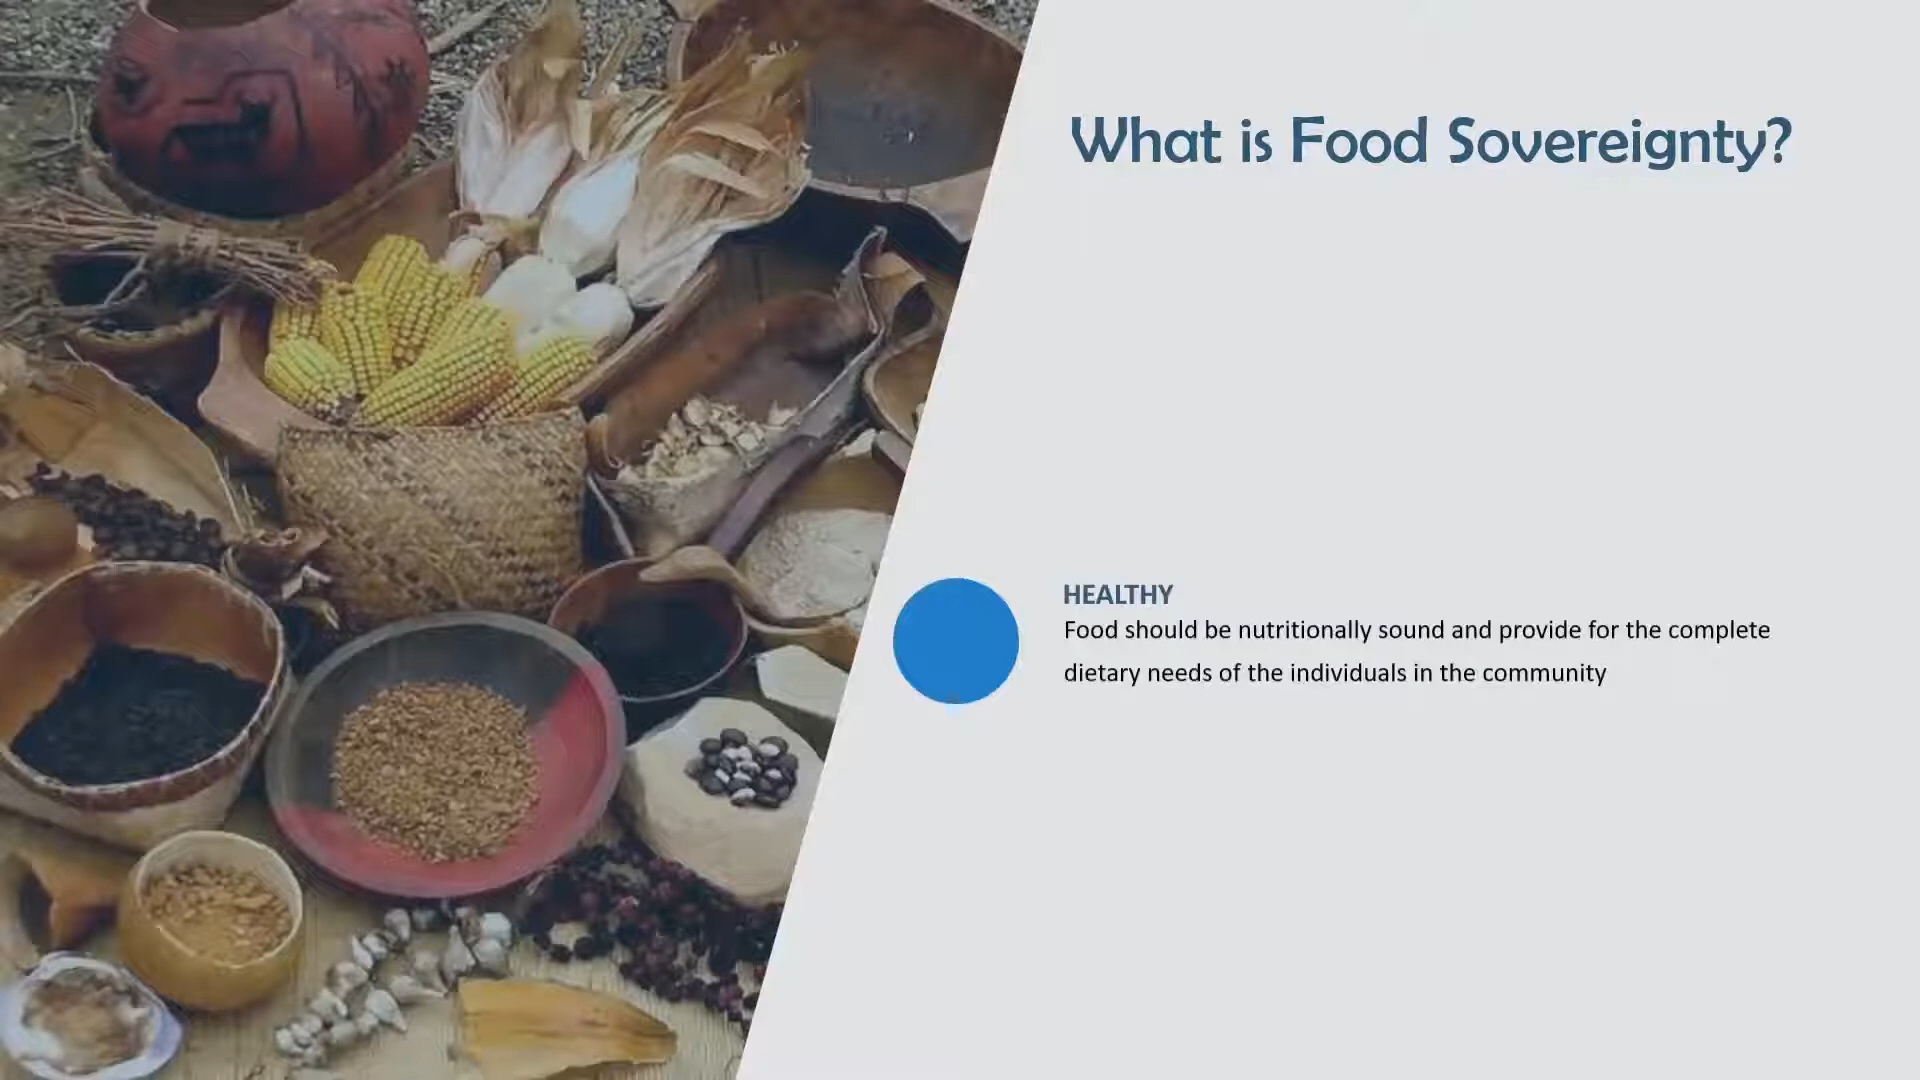 What is Food Sovereignty?
HEALTHY
Food should be nutritionally sound and provide for the complete
dietary needs of the individuals in the community